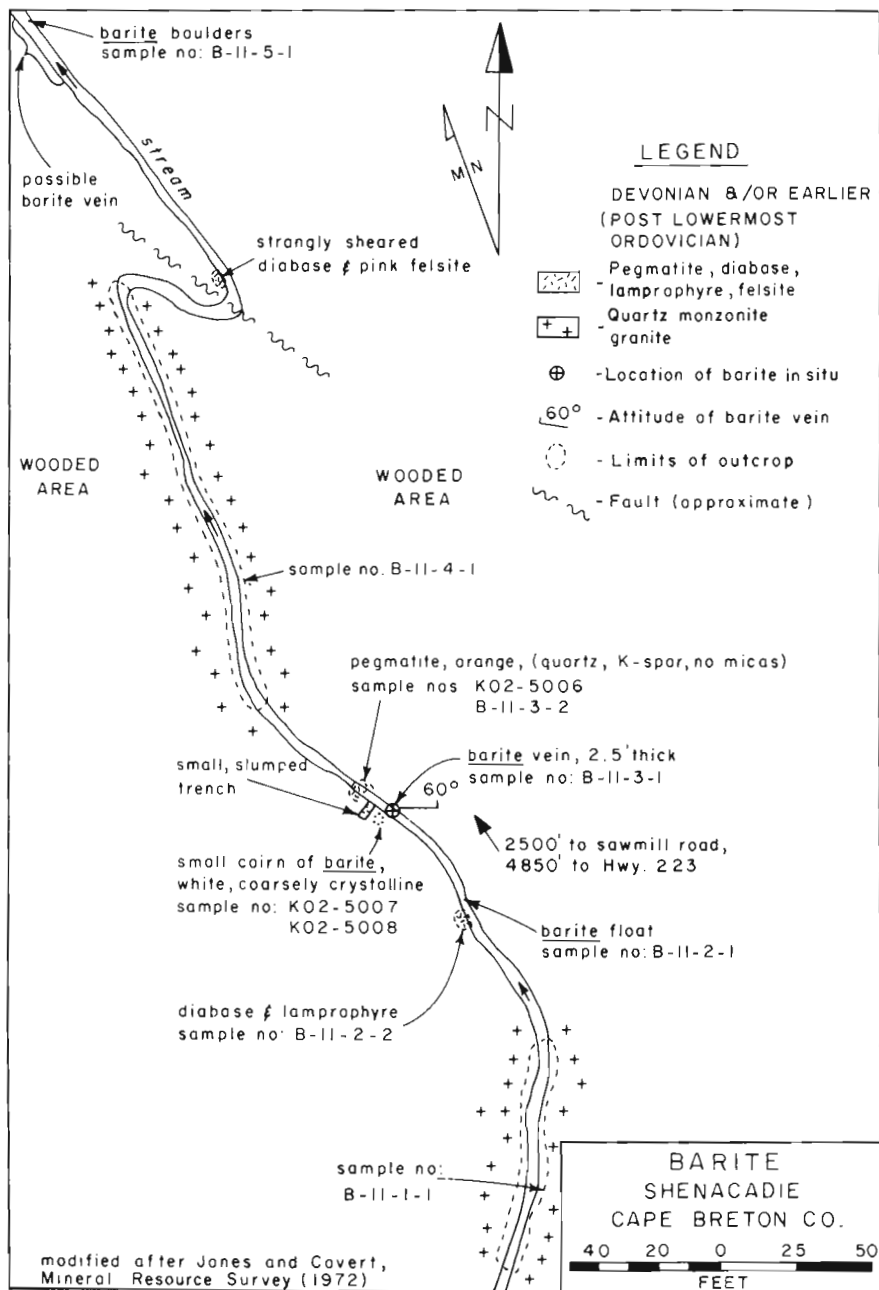 barite boulders
sample no: B-11-5-1
possible
barite vein
stream
strongly sheared
diabase & pink felsite
MN
N
LEGEND
DEVONIAN &/OR EARLIER
(POST LOWERMOST
ORDOVICIAN)
- Pegmatite, diabase,
lamprophyre, felsite
- Quartz monzonite
granite
- Location of barite in situ
60° - Attitude of barite vein
- Limits of outcrop
- Fault (approximate)
WOODED
AREA
WOODED
AREA
sample no. B-11-4-1
pegmatite, orange, (quartz, K-spar, no micas)
sample nos K02-5006
B-11-3-2
small, slumped
trench
barite vein, 2.5' thick
sample no: B-11-3-1
60°
2500' to sawmill road,
4850' to Hwy. 223
small cairn of barite,
white, coarsely crystalline
sample no: K02-5007
K02-5008
barite float
sample no: B-11-2-1
diabase & lamprophyre
sample no: B-11-2-2
sample no:
B-11-1-1
modified after Jones and Covert,
Mineral Resource Survey (1972)
BARITE
SHENACADIE
CAPE BRETON CO.
40 20 0 25 50
FEET